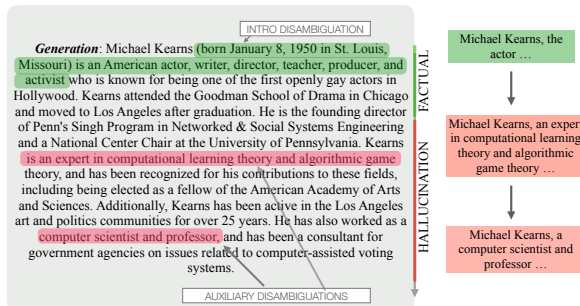 INTRO DISAMBIGUATION
Generation: Michael Kearns (born January 8, 1950 in St. Louis,
Missouri) is an American actor, writer, director, teacher, producer, and
activist who is known for being one of the first openly gay actors in
Hollywood. Kearns attended the Goodman School of Drama in Chicago
and moved to Los Angeles after graduation. He is the founding director
of Penn's Singh Program in Networked & Social Systems Engineering
and a National Center Chair at the University of Pennsylvania. Kearns
is an expert in computational learning theory and algorithmic game
theory, and has been recognized for his contributions to these fields,
including being elected as a fellow of the American Academy of Arts
and Sciences. Additionally, Kearns has been active in the Los Angeles
art and politics communities for over 25 years. He has also worked as a
computer scientist and professor, and has been a consultant for
government agencies on issues related to computer-assisted voting
systems.
AUXILIARY DISAMBIGUATIONS
FACTUAL
HALLUCINATION
Michael Kearns, the
actor ...
Michael Kearns, an expert
in computational learning
theory and algorithmic
game theory ...
Michael Kearns, a
computer scientist and
professor ...